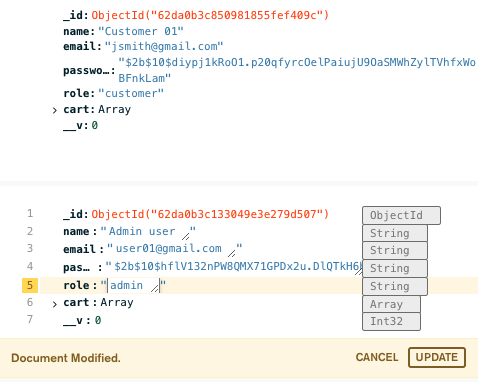 _id: ObjectId("62da0b3c850981855fef409c")
name: "Customer 01"
email: "jsmith@gmail.com"
passwo…: "$2b$10$diypj1kRoO1.p20qfyrcOelPaiujU9OaSMWhZylTVhfxWo
BFnkLam"
role: "customer"
> cart: Array
__v: 0
1 _id: ObjectId("62da0b3c133049e3e279d507") ObjectId
2 name: "Admin user " String
3 email: "user01@gmail.com " String
4 pas… : "$2b$10$hflV132nPW8QMX71GPDx2u.DlQTkH6 String
5 role: "admin " String
6 > cart: Array Array
7 __v: 0 Int32
Document Modified. CANCEL UPDATE